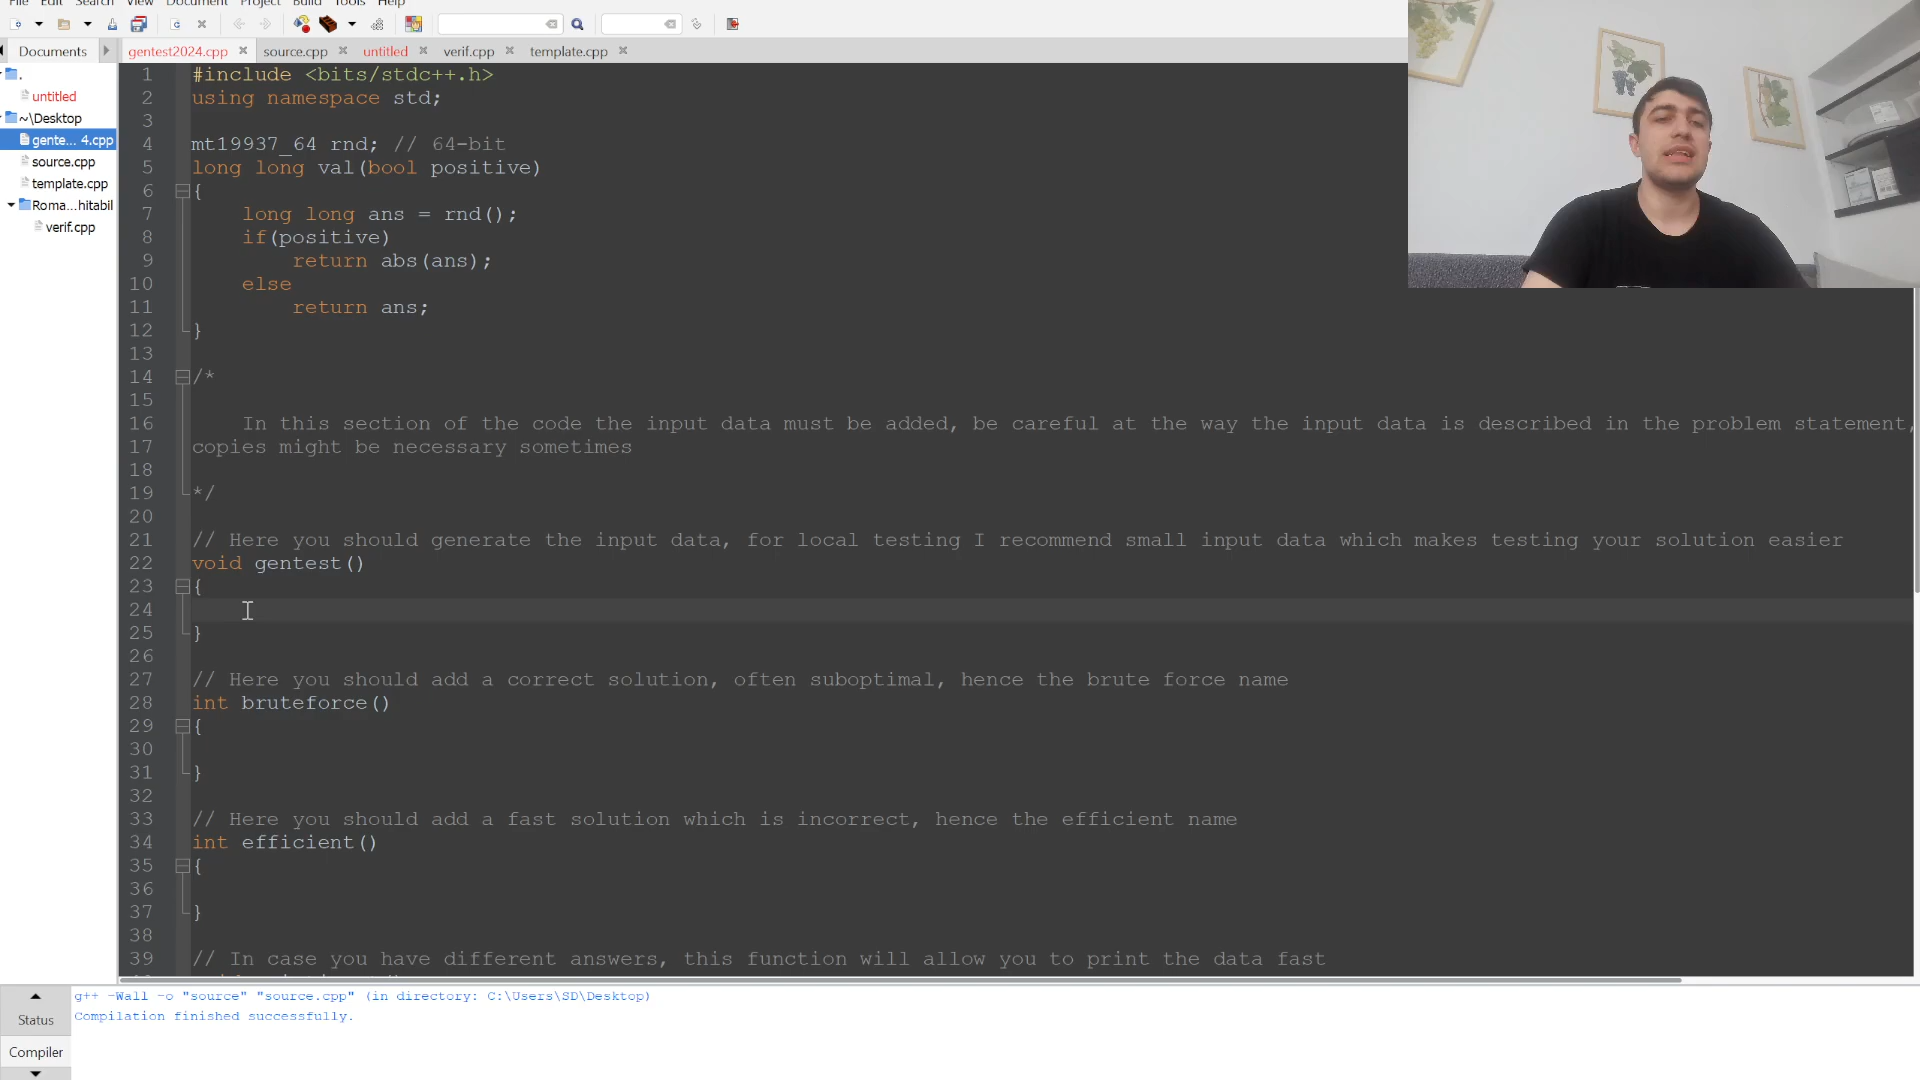 File Edit Search View Document Project Build Tools Help
Documents gentest2024.cpp source.cpp untitled verif.cpp template.cpp
.
untitled
~\Desktop
gente... 4.cpp
source.cpp
template.cpp
Roma...hitabil
verif.cpp
1 #include <bits/stdc++.h>
2 using namespace std;
3
4 mt19937_64 rnd; // 64-bit
5 long long val(bool positive)
6 {
7 long long ans = rnd();
8 if(positive)
9 return abs(ans);
10 else
11 return ans;
12 }
13
14 /*
15
16 In this section of the code the input data must be added, be careful at the way the input data is described in the problem statement,
17 copies might be necessary sometimes
18
19 */
20
21 // Here you should generate the input data, for local testing I recommend small input data which makes testing your solution easier
22 void gentest()
23 {
24
25 }
26
27 // Here you should add a correct solution, often suboptimal, hence the brute force name
28 int bruteforce()
29 {
30
31 }
32
33 // Here you should add a fast solution which is incorrect, hence the efficient name
34 int efficient()
35 {
36
37 }
38
39 // In case you have different answers, this function will allow you to print the data fast
Status
Compiler
g++ -Wall -o "source" "source.cpp" (in directory: C:\Users\SD\Desktop)
Compilation finished successfully.